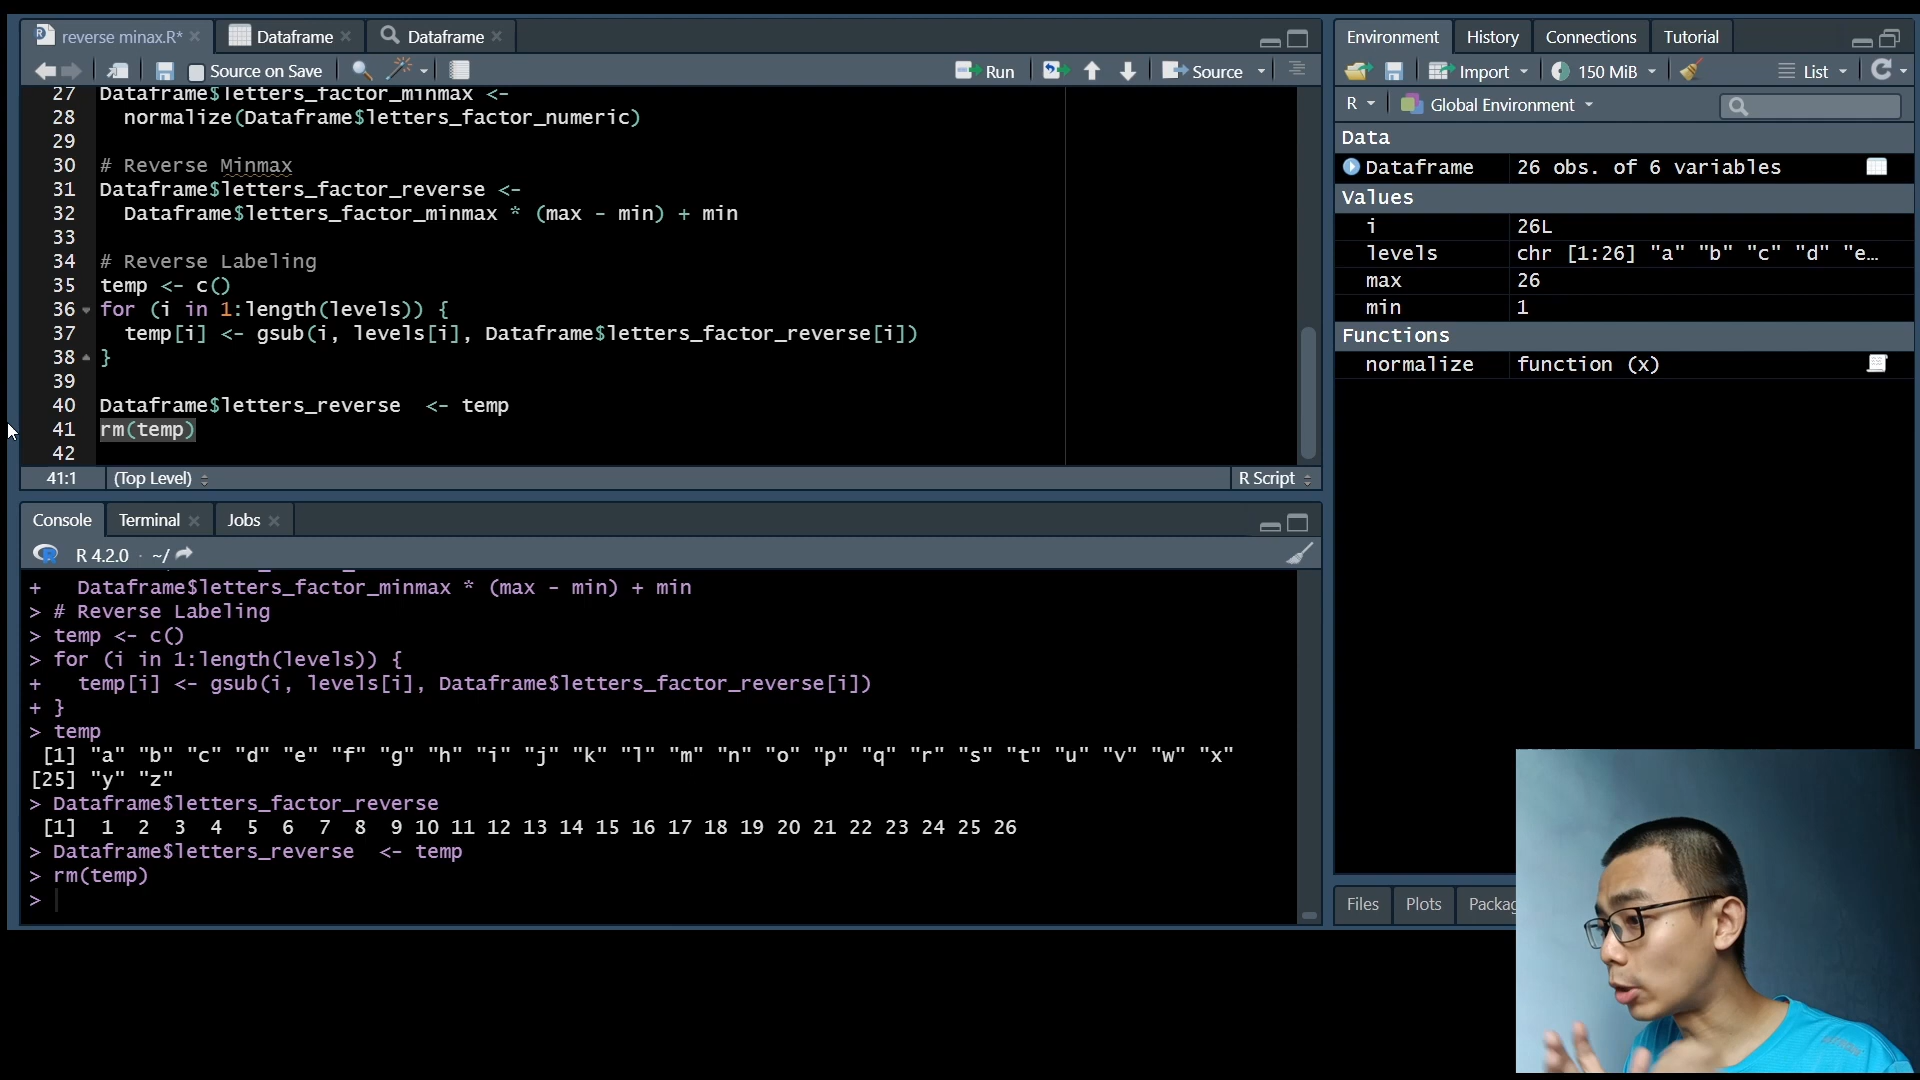 reverse minax.R*
Dataframe
Dataframe
Source on Save
Run
Source
27 Dataframe$letters_factor_minmax <-
28 normalize(Dataframe$letters_factor_numeric)
29
30 # Reverse Minmax
31 Dataframe$letters_factor_reverse <-
32 Dataframe$letters_factor_minmax * (max - min) + min
33
34 # Reverse Labeling
35 temp <- c()
36 for (i in 1:length(levels)) {
37 temp[i] <- gsub(i, levels[i], Dataframe$letters_factor_reverse[i])
38 }
39
40 Dataframe$letters_reverse  <- temp
41 rm(temp)
42
41:1 (Top Level) R Script
Console Terminal Jobs
R 4.2.0 · ~/
+   Dataframe$letters_factor_minmax * (max - min) + min
> # Reverse Labeling
> temp <- c()
> for (i in 1:length(levels)) {
+   temp[i] <- gsub(i, levels[i], Dataframe$letters_factor_reverse[i])
+ }
> temp
[1] "a" "b" "c" "d" "e" "f" "g" "h" "i" "j" "k" "l" "m" "n" "o" "p" "q" "r" "s" "t" "u" "v" "w" "x"
[25] "y" "z"
> Dataframe$letters_factor_reverse
[1]  1  2  3  4  5  6  7  8  9 10 11 12 13 14 15 16 17 18 19 20 21 22 23 24 25 26
> Dataframe$letters_reverse  <- temp
> rm(temp)
>
Environment History Connections Tutorial
Import 150 MiB List
R Global Environment
Data
Dataframe 26 obs. of 6 variables
Values
i 26L
levels chr [1:26] "a" "b" "c" "d" "e…
max 26
min 1
Functions
normalize function (x)
Files Plots Packag